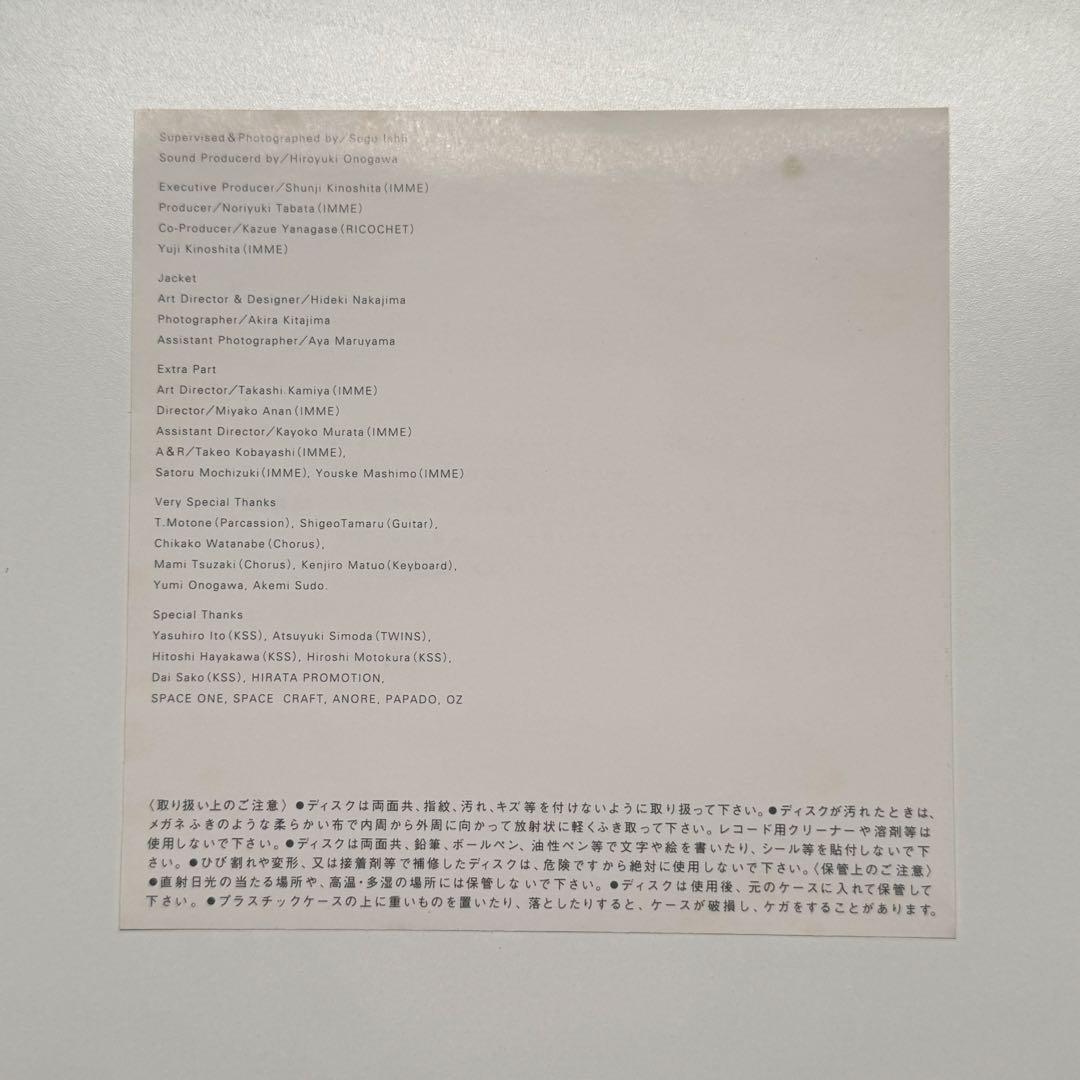 Supervised&Photographed by/Sogo Ishii
Sound Producerd by/Hiroyuki Onogawa
Executive Producer/Shunji Kinoshita(IMME)
Producer/Noriyuki Tabata(IMME)
Co-Producer/Kazue Yanagase(RICOCHET)
Yuji Kinoshita(IMME)
Jacket
Art Director & Designer/Hideki Nakajima
Photographer/Akira Kitajima
Assistant Photographer/Aya Maruyama
Extra Part
Art Director/Takashi Kamiya(IMME)
Director/Miyako Anan(IMME)
Assistant Director/Kayoko Murata(IMME)
A&R/Takeo Kobayashi(IMME),
Satoru Mochizuki(IMME), Youske Mashimo(IMME)
Very Special Thanks
T.Motone(Parcassion), ShigeoTamaru(Guitar),
Chikako Watanabe(Chorus),
Mami Tsuzaki(Chorus), Kenjiro Matuo(Keyboard),
Yumi Onogawa, Akemi Sudo.
Special Thanks
Yasuhiro Ito(KSS), Atsuyuki Simoda(TWINS),
Hitoshi Hayakawa(KSS), Hiroshi Motokura(KSS),
Dai Sako(KSS), HIRATA PROMOTION,
SPACE ONE, SPACE CRAFT, ANORE, PAPADO, OZ
〈取り扱い上のご注意〉●ディスクは両面共、指紋、汚れ、キズ等を付けないように取り扱って下さい。●ディスクが汚れたときは、
メガネふきのような柔らかい布で内周から外周に向かって放射状に軽くふき取って下さい。レコード用クリーナーや溶剤等は
使用しないで下さい。●ディスクは両面共、鉛筆、ボールペン、油性ペン等で文字や絵を書いたり、シール等を貼付しないで下
さい。●ひび割れや変形、又は接着剤等で補修したディスクは、危険ですから絶対に使用しないで下さい。〈保管上のご注意〉
●直射日光の当たる場所や、高温・多湿の場所には保管しないで下さい。●ディスクは使用後、元のケースに入れて保管して
下さい。●プラスチックケースの上に重いものを置いたり、落としたりすると、ケースが破損し、ケガをすることがあります。